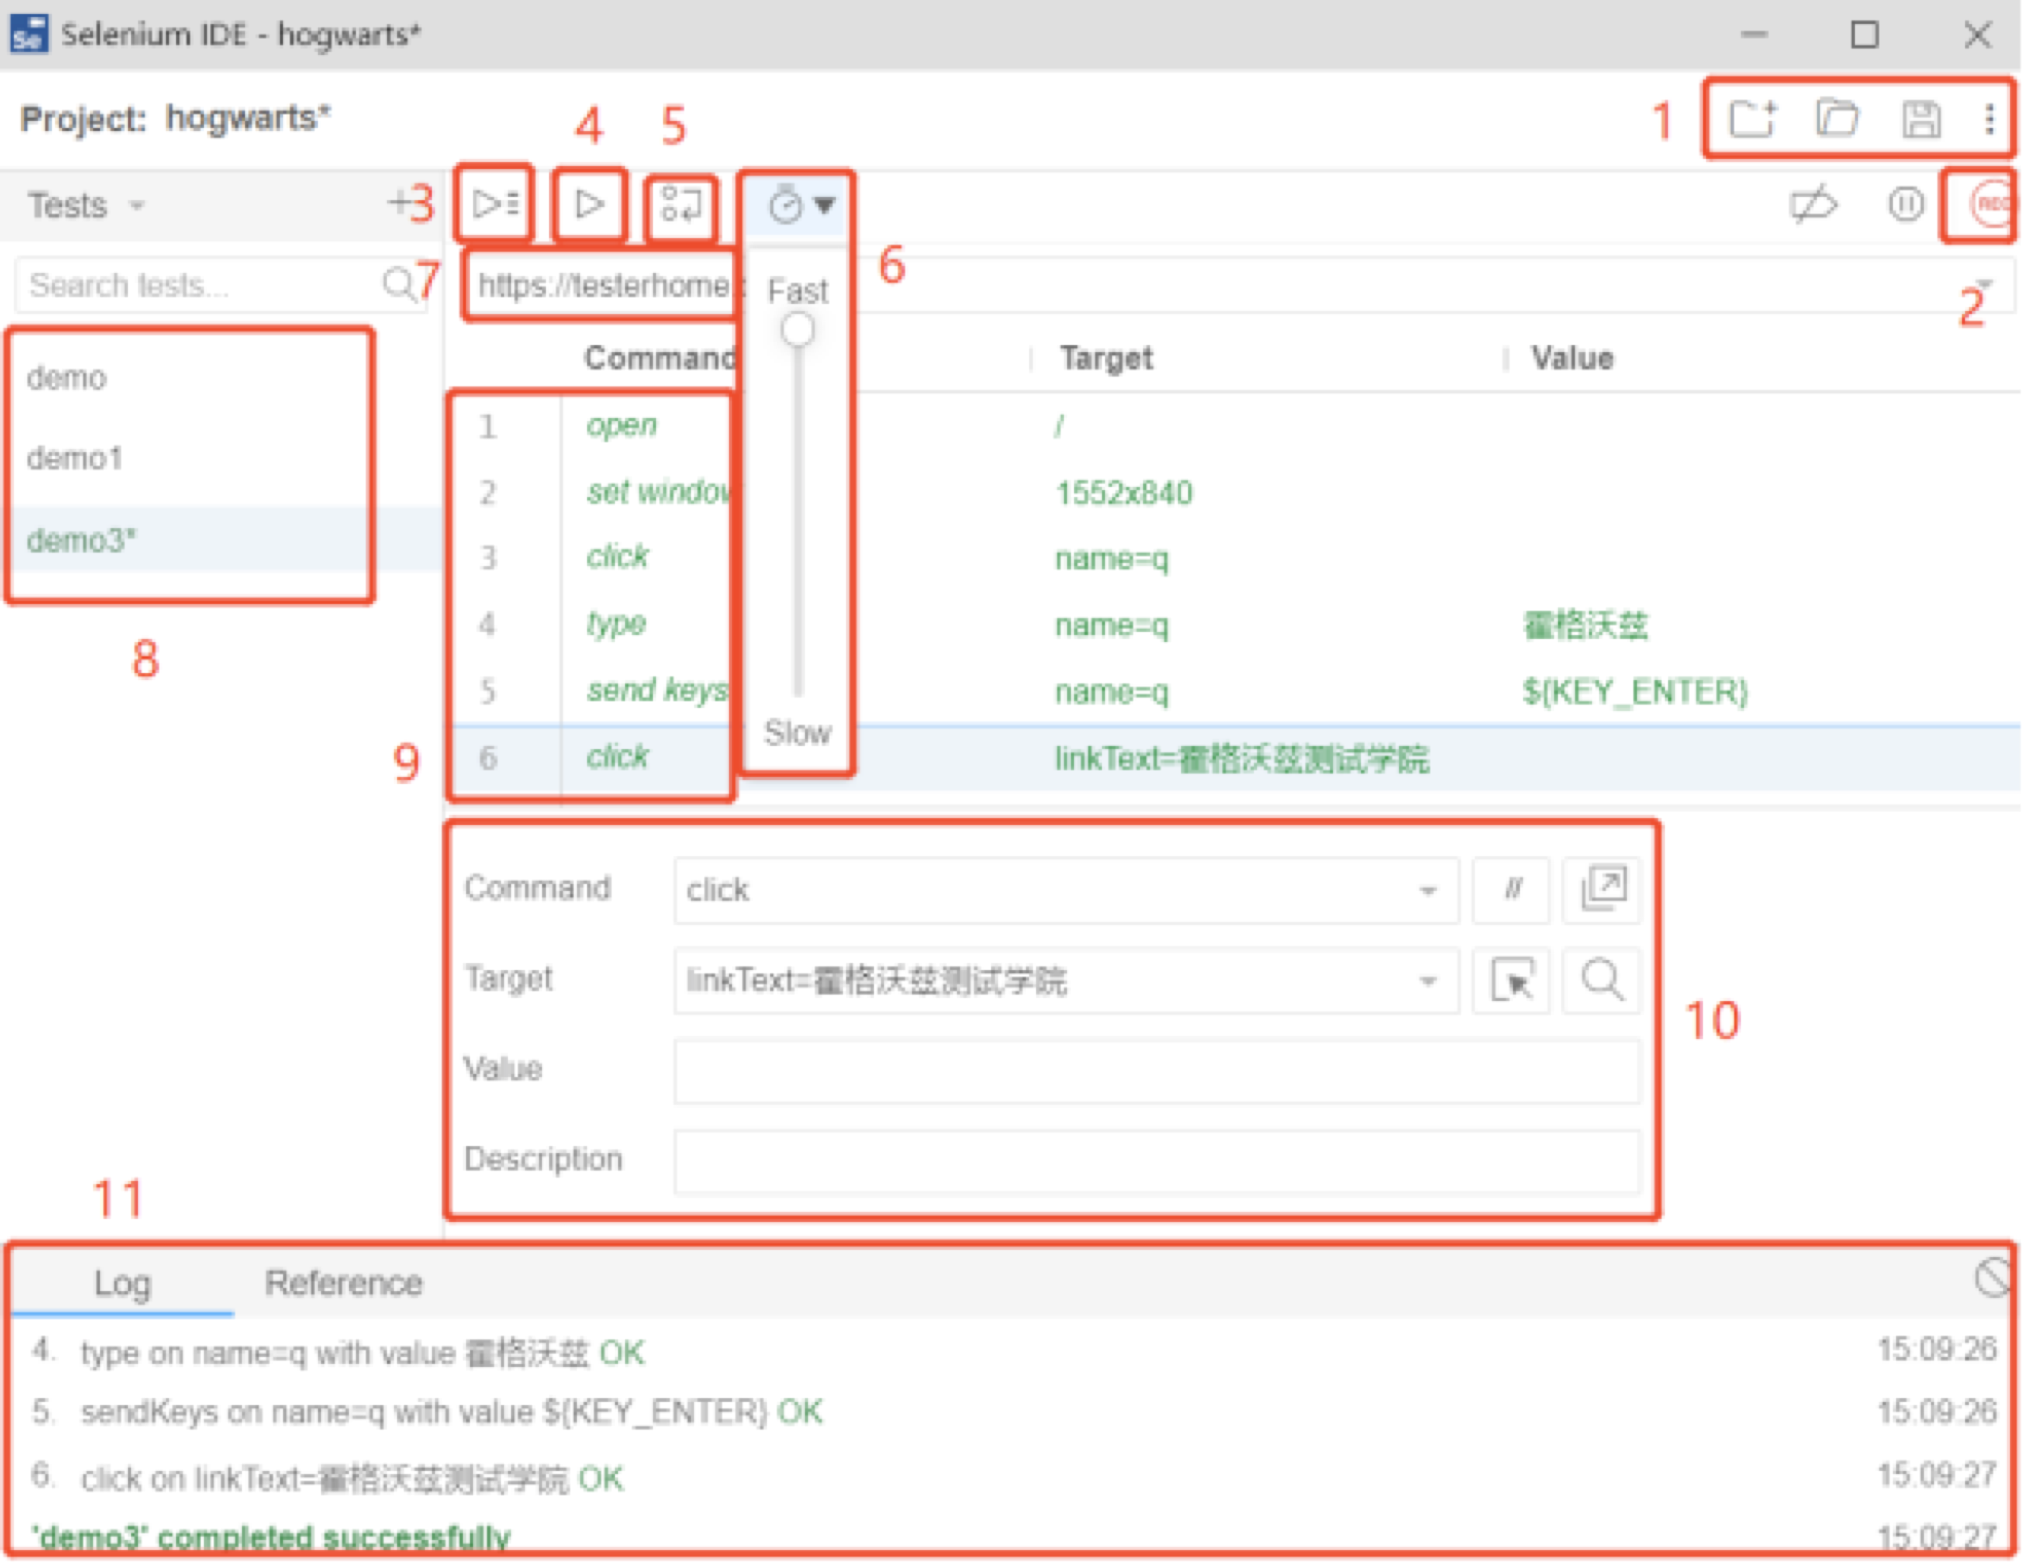 Se Selenium IDE - hogwarts*
Project: hogwarts*
1
4 5
Tests
3
REC
Search tests...
7
https://testerhome.
Fast
6
2
Command Target Value
demo
1 open /
demo1
2 set window 1552x840
demo3*
3 click name=q
4 type name=q 霍格沃兹
8
5 send keys name=q ${KEY_ENTER}
Slow
9
6 click linkText=霍格沃兹测试学院
Command click //
Target linkText=霍格沃兹测试学院
10
Value
Description
11
Log Reference
4. type on name=q with value 霍格沃兹 OK 15:09:26
5. sendKeys on name=q with value ${KEY_ENTER} OK 15:09:26
6. click on linkText=霍格沃兹测试学院 OK 15:09:27
'demo3' completed successfully 15:09:27